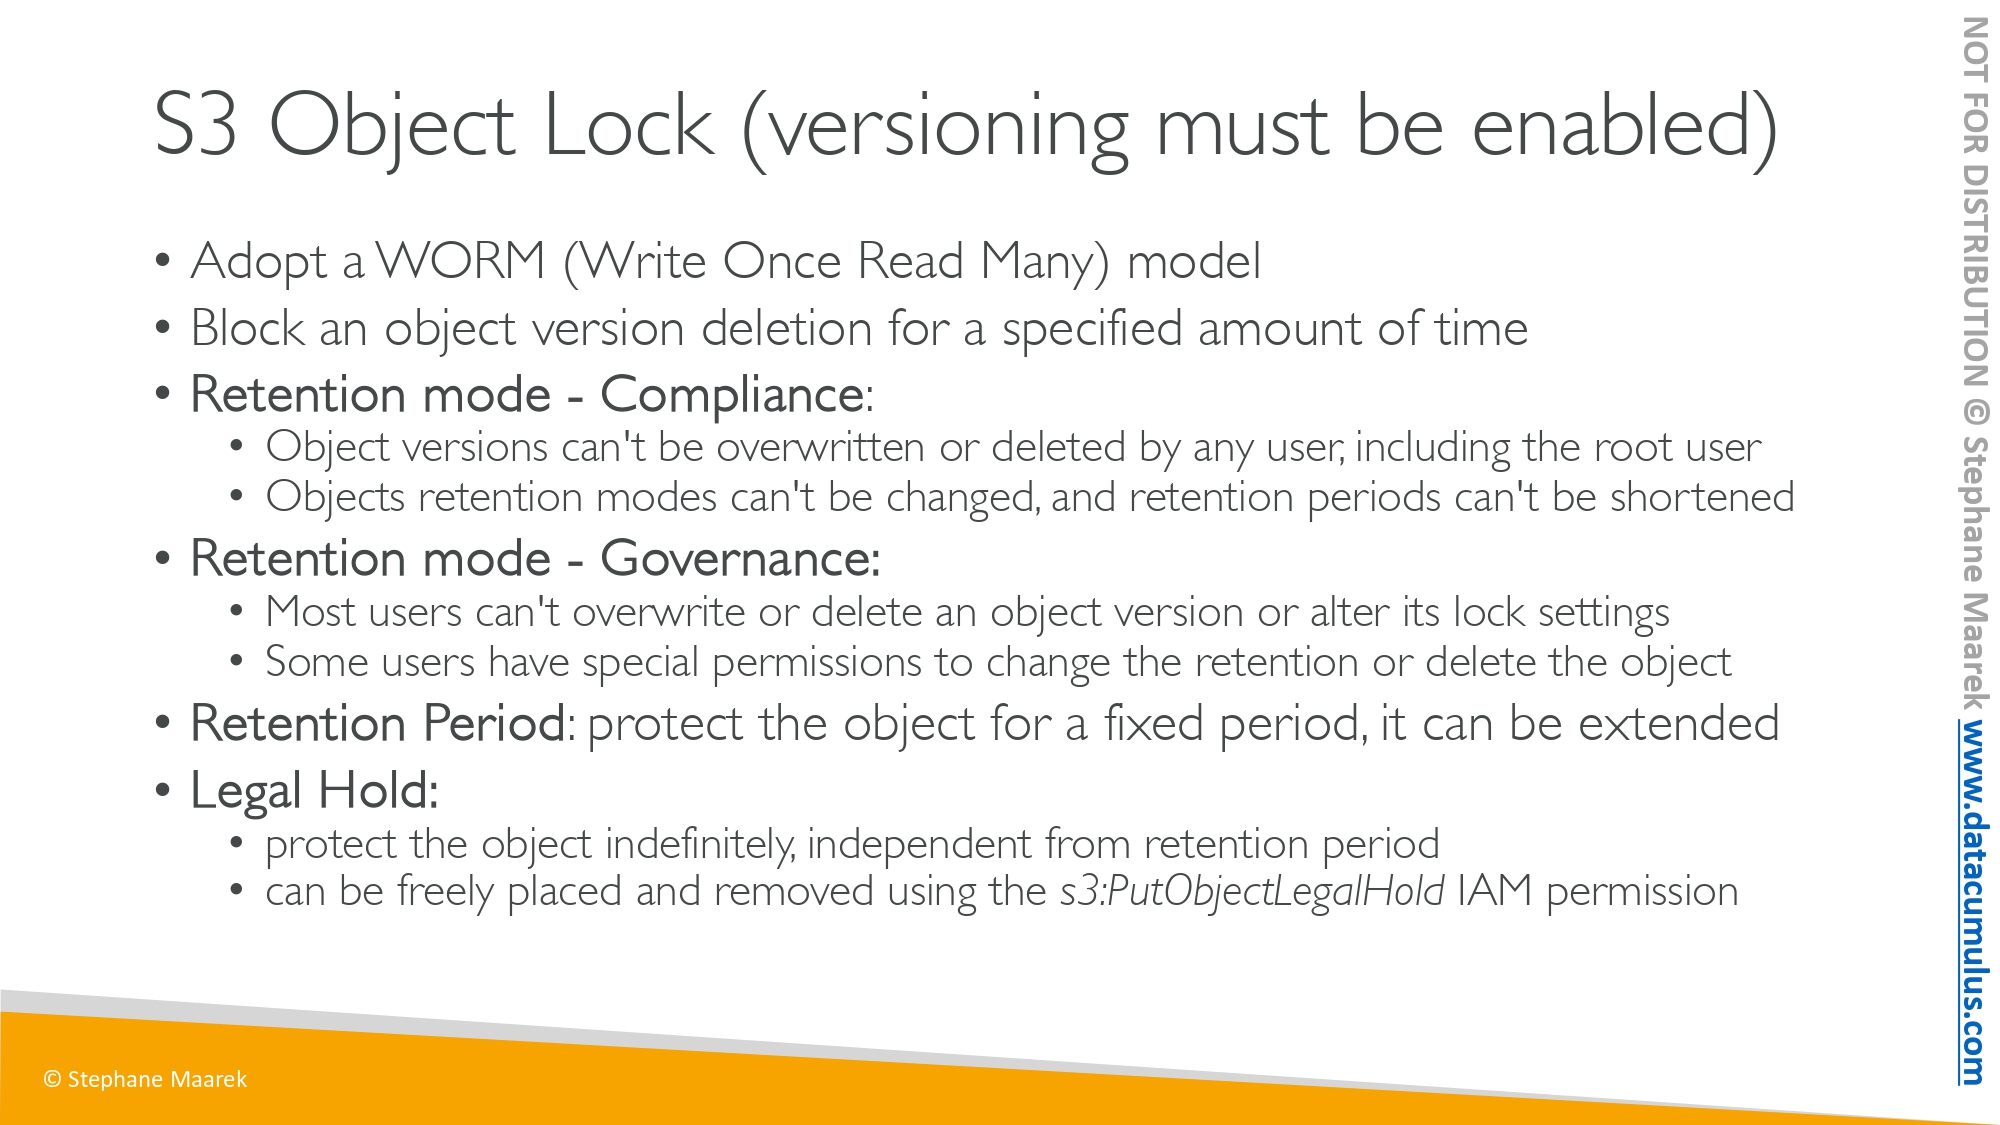 S3 Object Lock (versioning must be enabled)
• Adopt a WORM (Write Once Read Many) model
• Block an object version deletion for a specified amount of time
• Retention mode - Compliance:
• Object versions can't be overwritten or deleted by any user, including the root user
• Objects retention modes can't be changed, and retention periods can't be shortened
• Retention mode - Governance:
• Most users can't overwrite or delete an object version or alter its lock settings
• Some users have special permissions to change the retention or delete the object
• Retention Period: protect the object for a fixed period, it can be extended
• Legal Hold:
• protect the object indefinitely, independent from retention period
• can be freely placed and removed using the s3:PutObjectLegalHold IAM permission
© Stephane Maarek
NOT FOR DISTRIBUTION © Stephane Maarek www.datacumulus.com